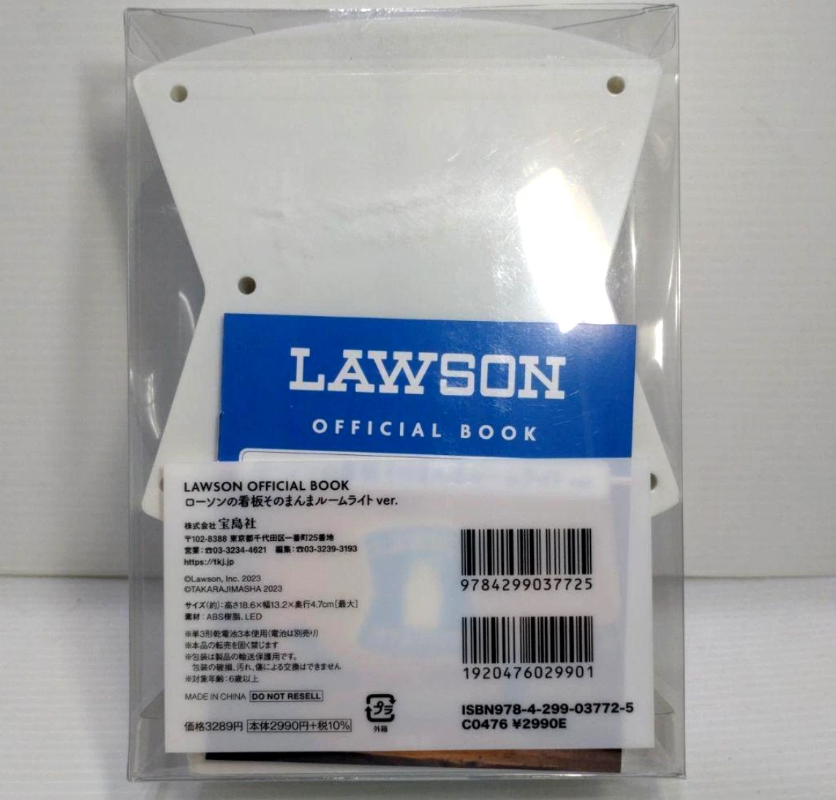 LAWSON
OFFICIAL BOOK
LAWSON OFFICIAL BOOK
ローソンの看板そのまんまルームライト ver.
株式会社 宝島社
〒102-8388 東京都千代田区一番町25番地
営業：☎03-3234-4621 編集：☎03-3239-3193
https://tkj.jp
©Lawson, Inc. 2023
©TAKARAJIMASHA 2023
サイズ(約)：高さ18.6×幅13.2×奥行4.7cm[最大]
素材：ABS樹脂、LED
※単3形乾電池3本使用(電池は別売り)
※本品の転売を固く禁じます
※包装は製品の輸送保護用です。
包装の破損、汚れ、傷による交換はできません
※対象年齢：6歳以上
MADE IN CHINA DO NOT RESELL
価格3289円 本体2990円+税10%
プラ
外箱
9784299037725
1920476029901
ISBN978-4-299-03772-5
C0476 ¥2990E